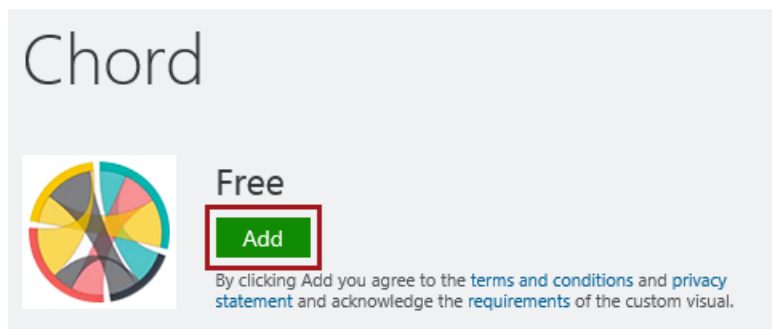 Chord
Free
Add
By clicking Add you agree to the terms and conditions and privacy
statement and acknowledge the requirements of the custom visual.